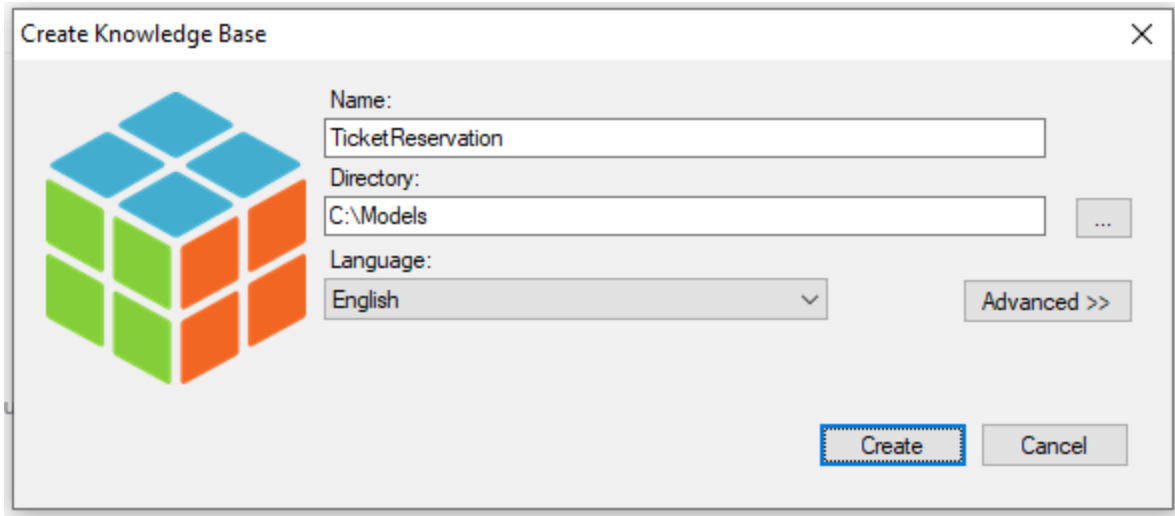 Create Knowledge Base
Name:
TicketReservation
Directory:
C:\Models
...
Language:
English
Advanced >>
Create
Cancel